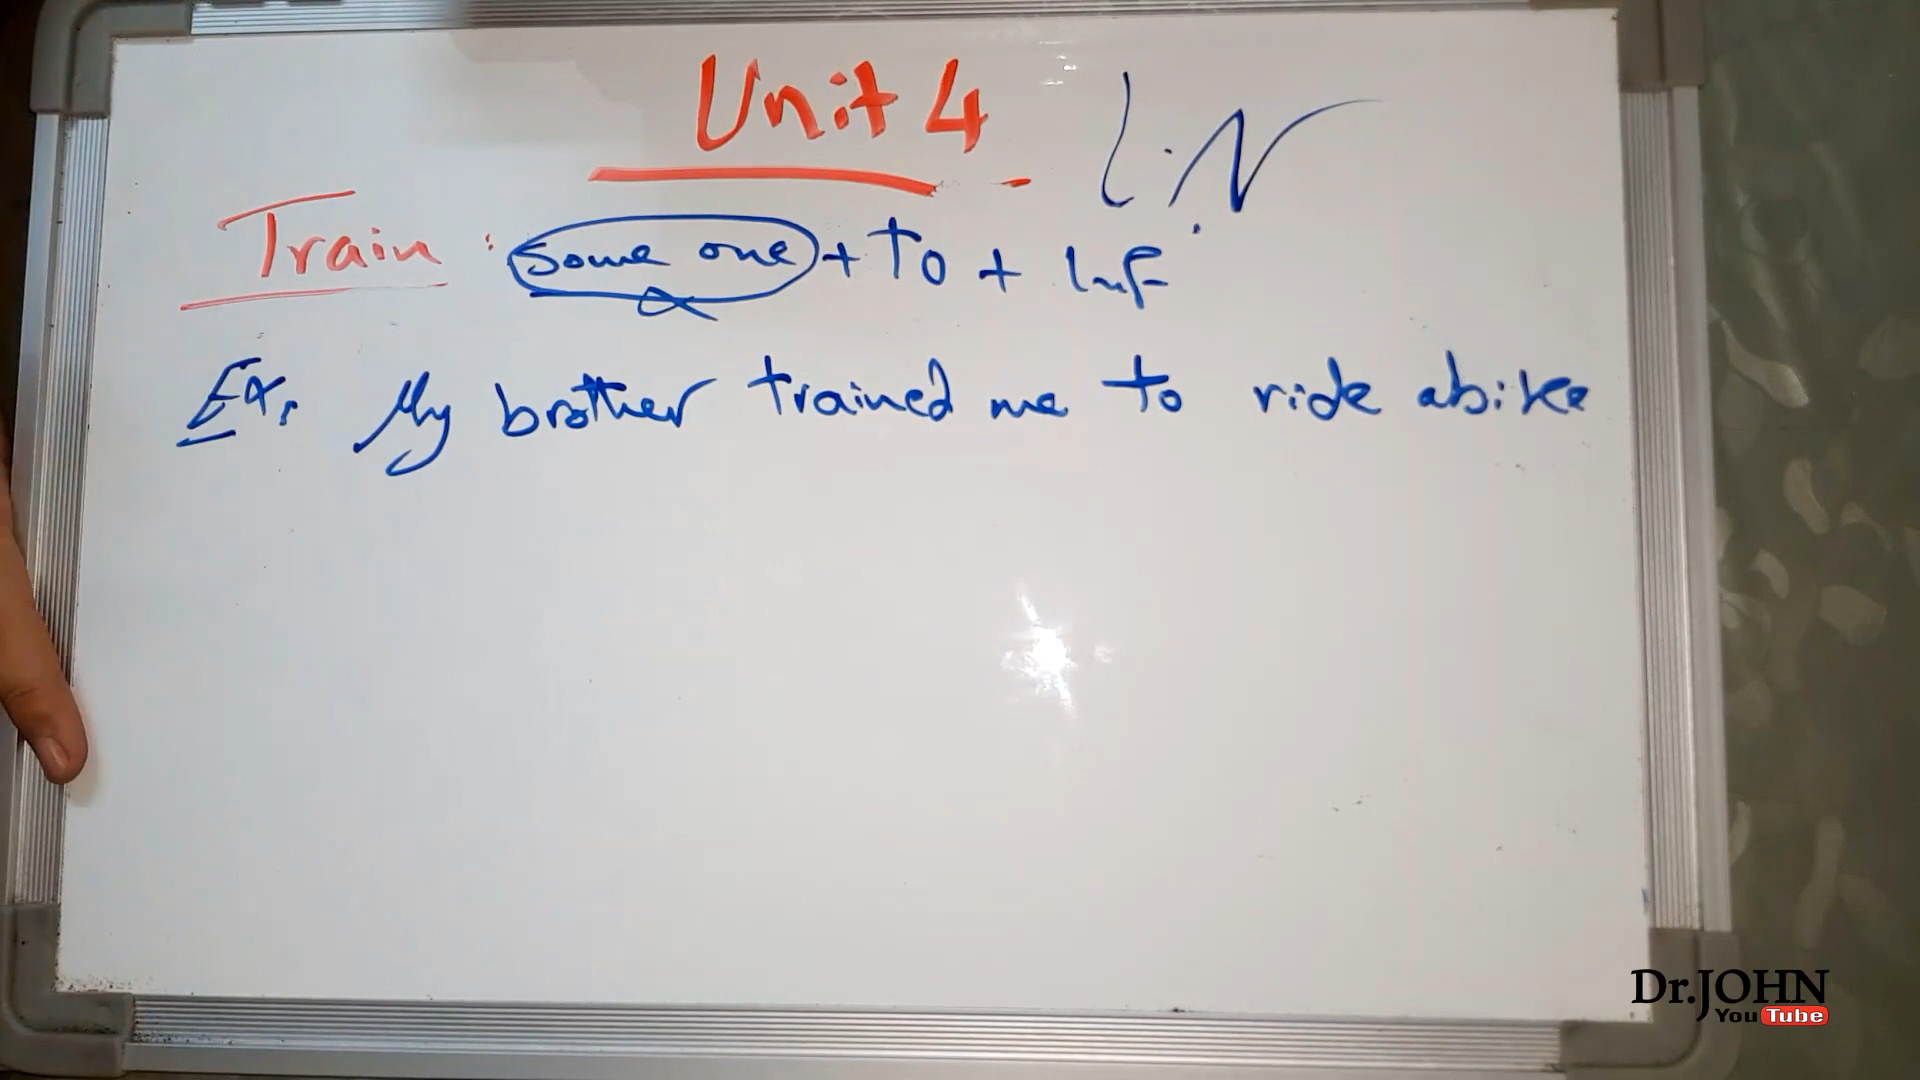 Unit 4
Train: Some one + To + Inf
Ex, My brother trained me to ride abike
Dr.JOHN
You Tube